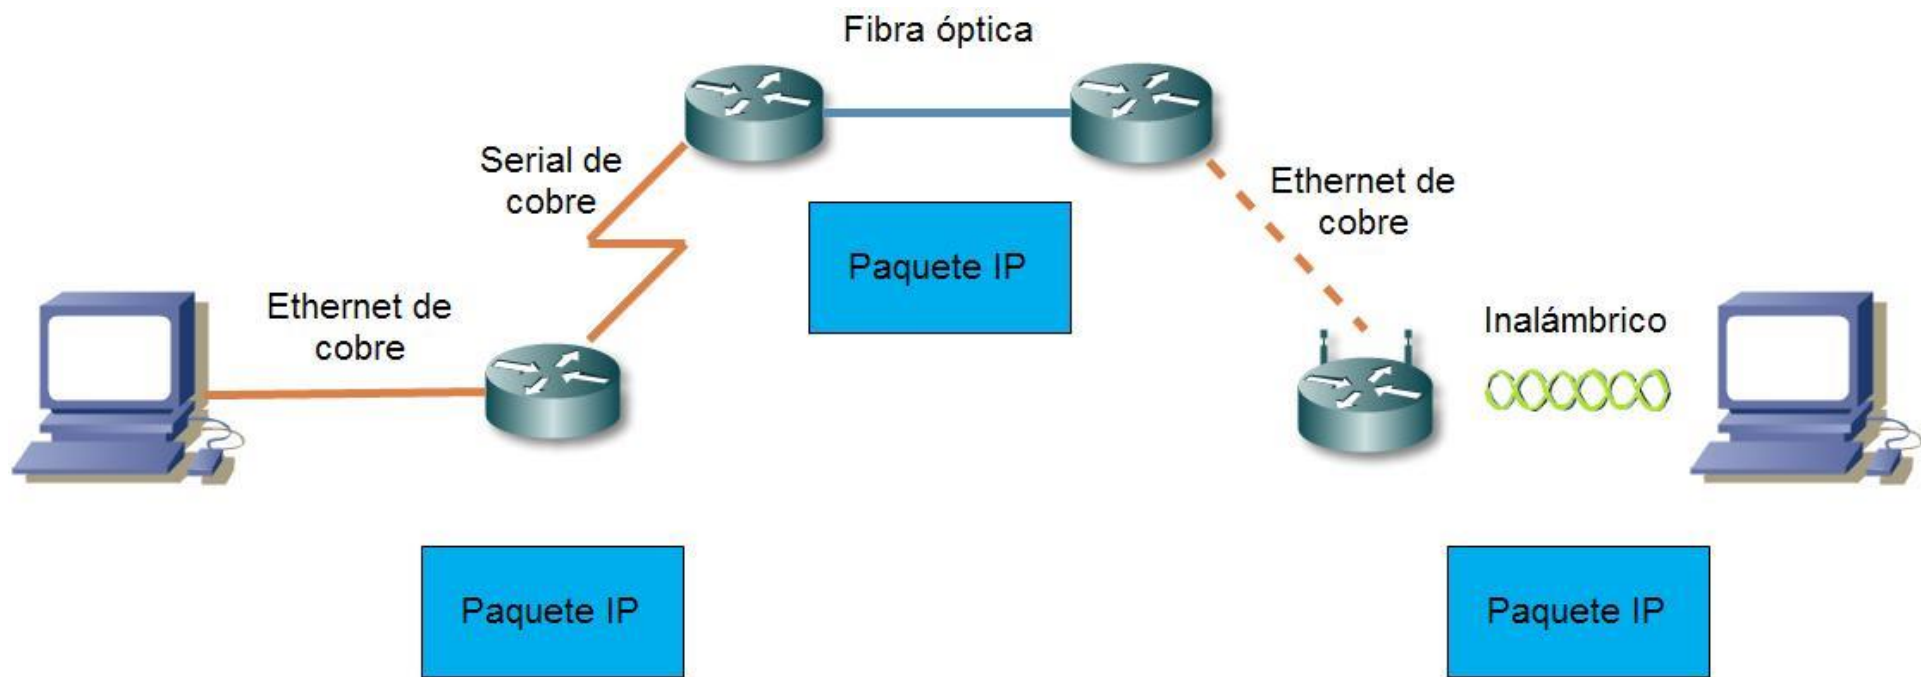 Fibra óptica
Serial de
cobre
Ethernet de
cobre
Paquete IP
Ethernet de
cobre
Inalámbrico
Paquete IP
Paquete IP